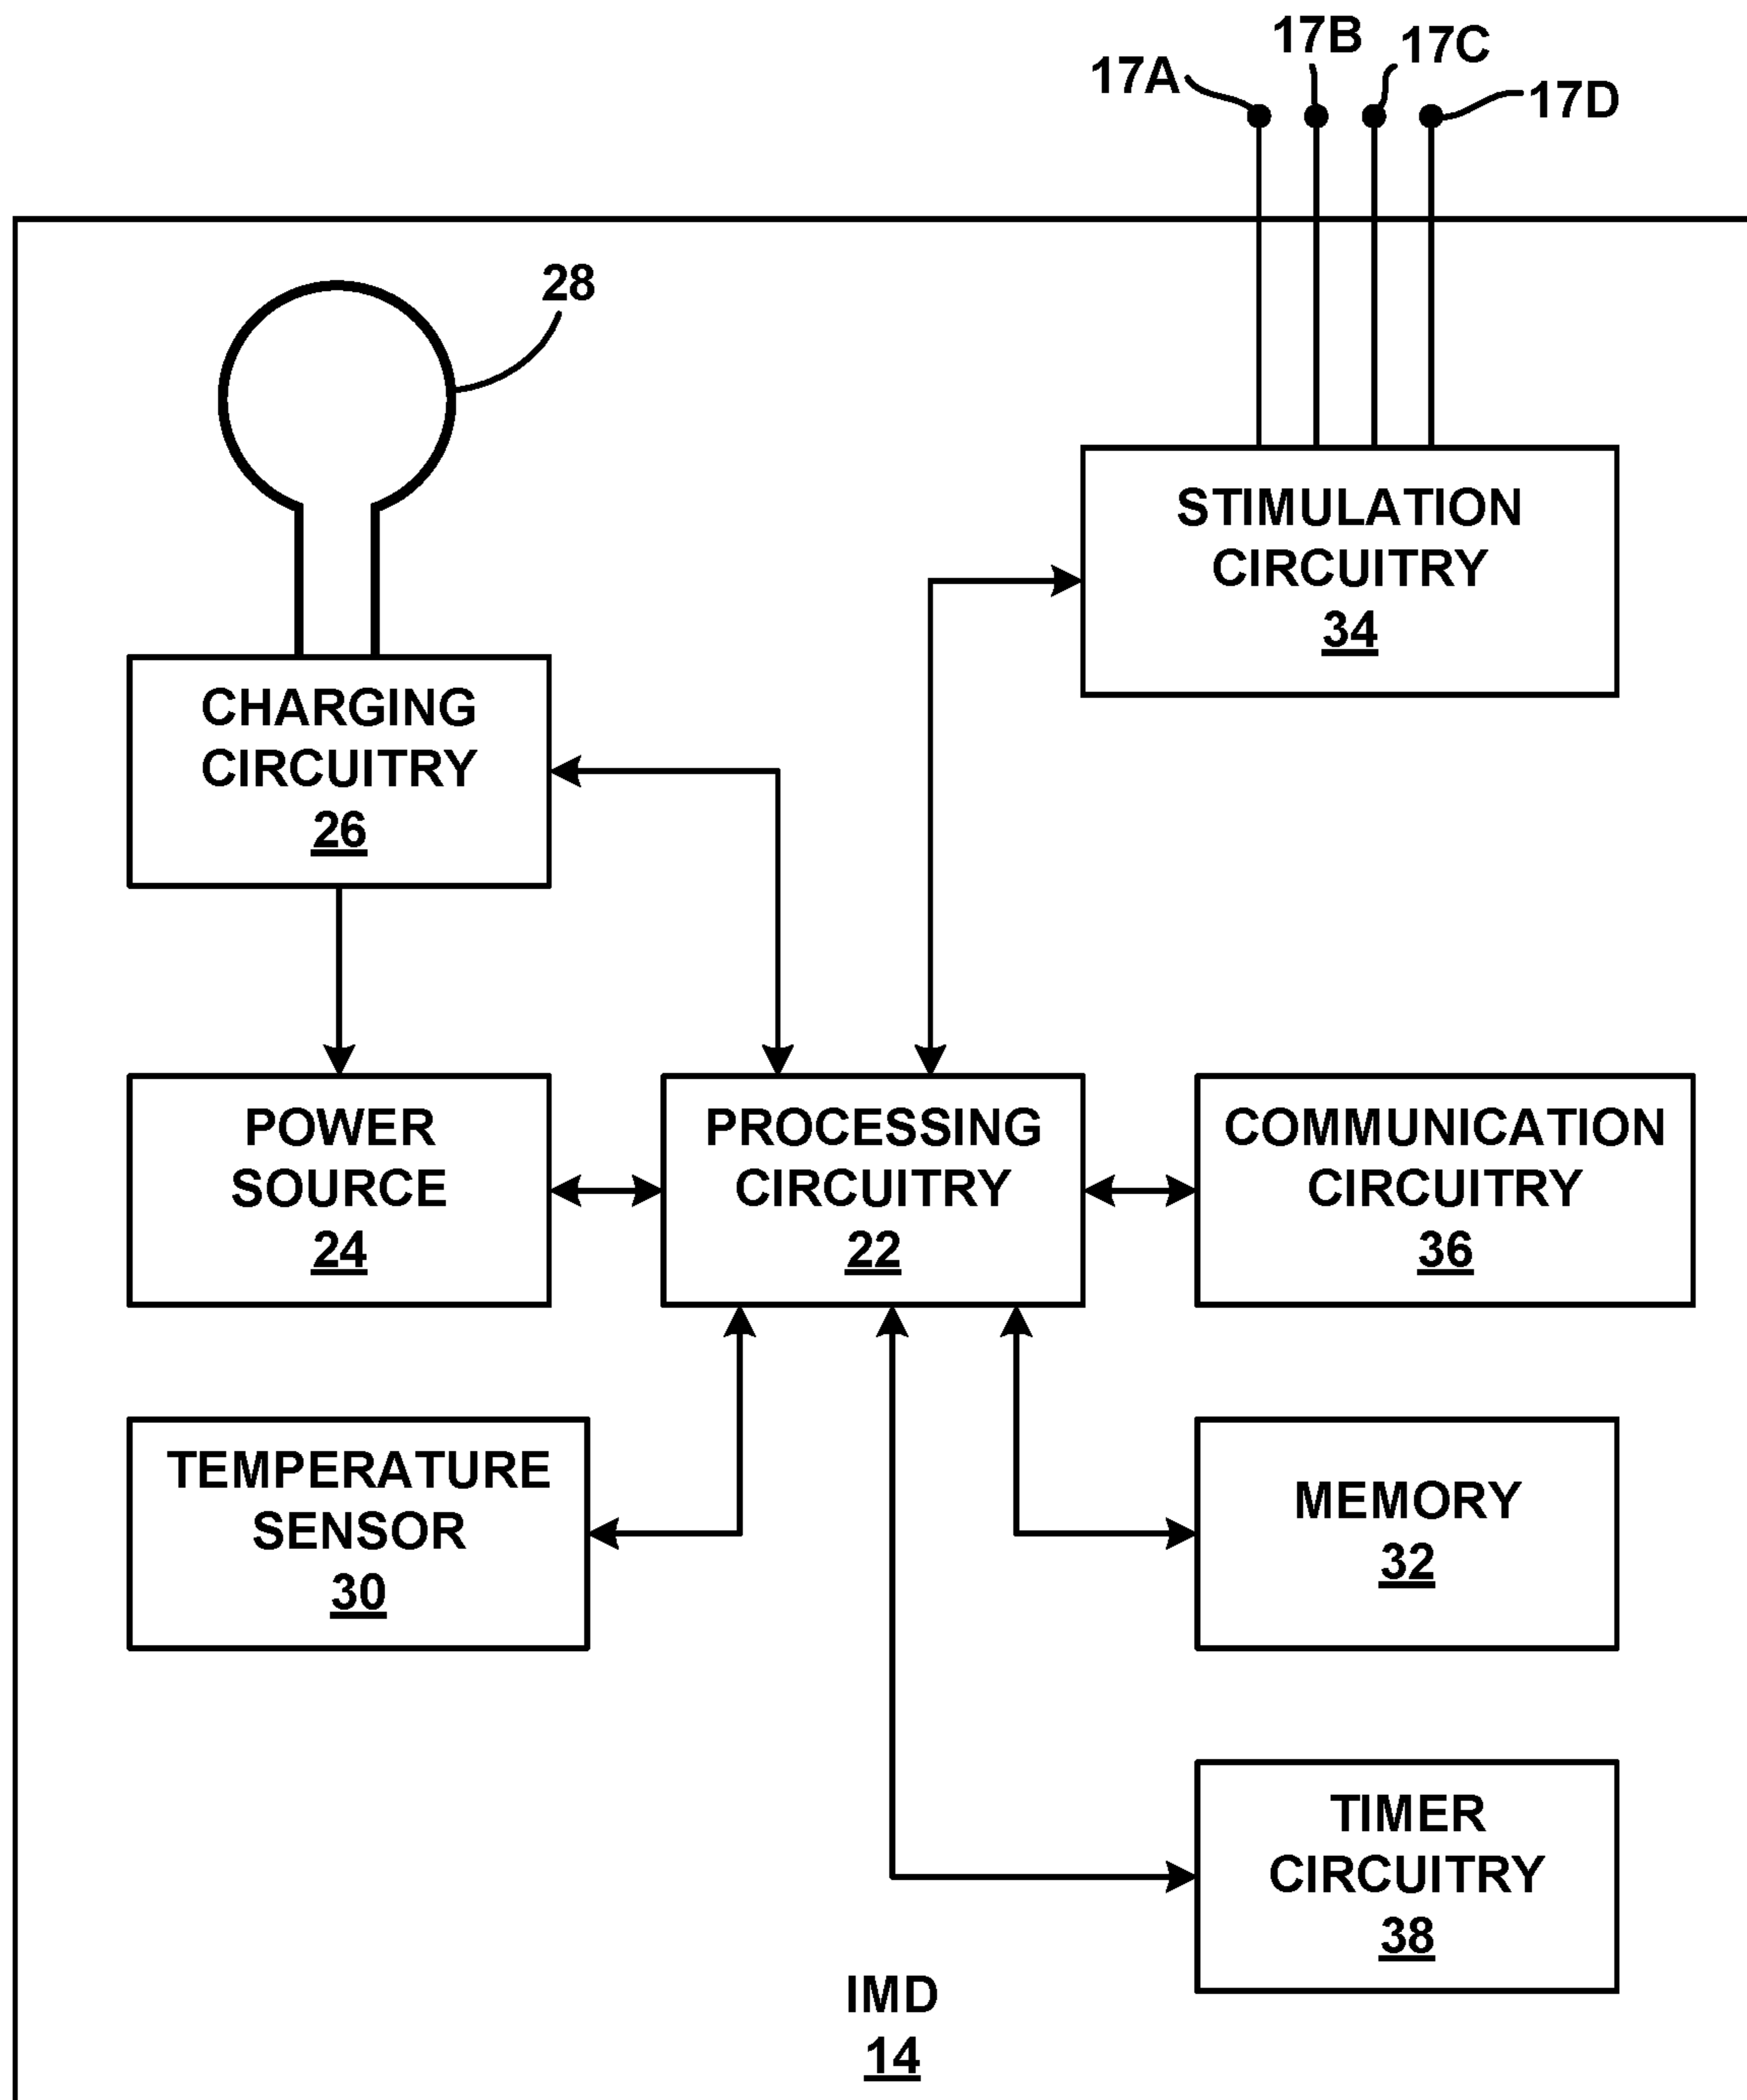 17A
17B
17C
17D
28
STIMULATION
CIRCUITRY
34
CHARGING
CIRCUITRY
26
POWER
SOURCE
24
PROCESSING
CIRCUITRY
22
COMMUNICATION
CIRCUITRY
36
TEMPERATURE
SENSOR
30
MEMORY
32
TIMER
CIRCUITRY
38
IMD
14